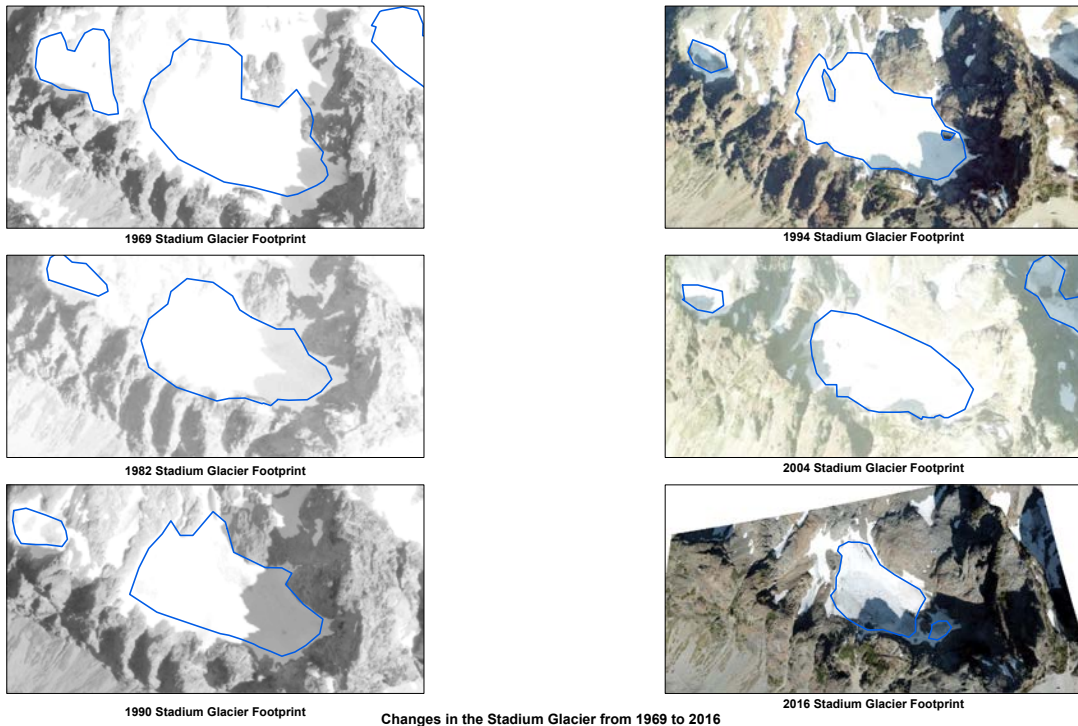 1969 Stadium Glacier Footprint
1994 Stadium Glacier Footprint
1982 Stadium Glacier Footprint
2004 Stadium Glacier Footprint
1990 Stadium Glacier Footprint
2016 Stadium Glacier Footprint
Changes in the Stadium Glacier from 1969 to 2016